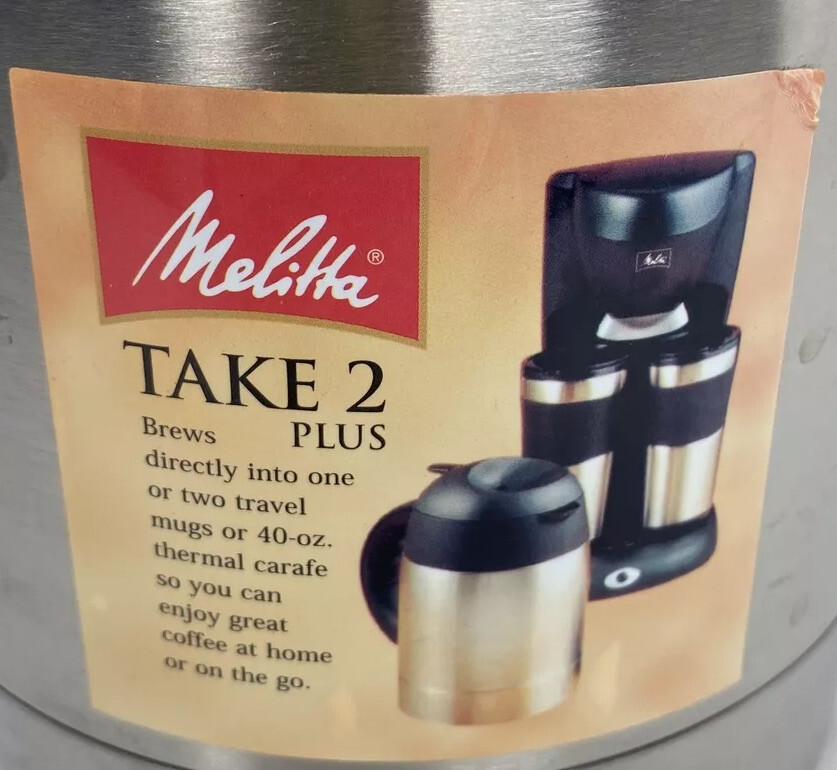 Melitta®
TAKE 2
PLUS
Brews
directly into one
or two travel
mugs or 40-oz.
thermal carafe
so you can
enjoy great
coffee at home
or on the go.
Melitta